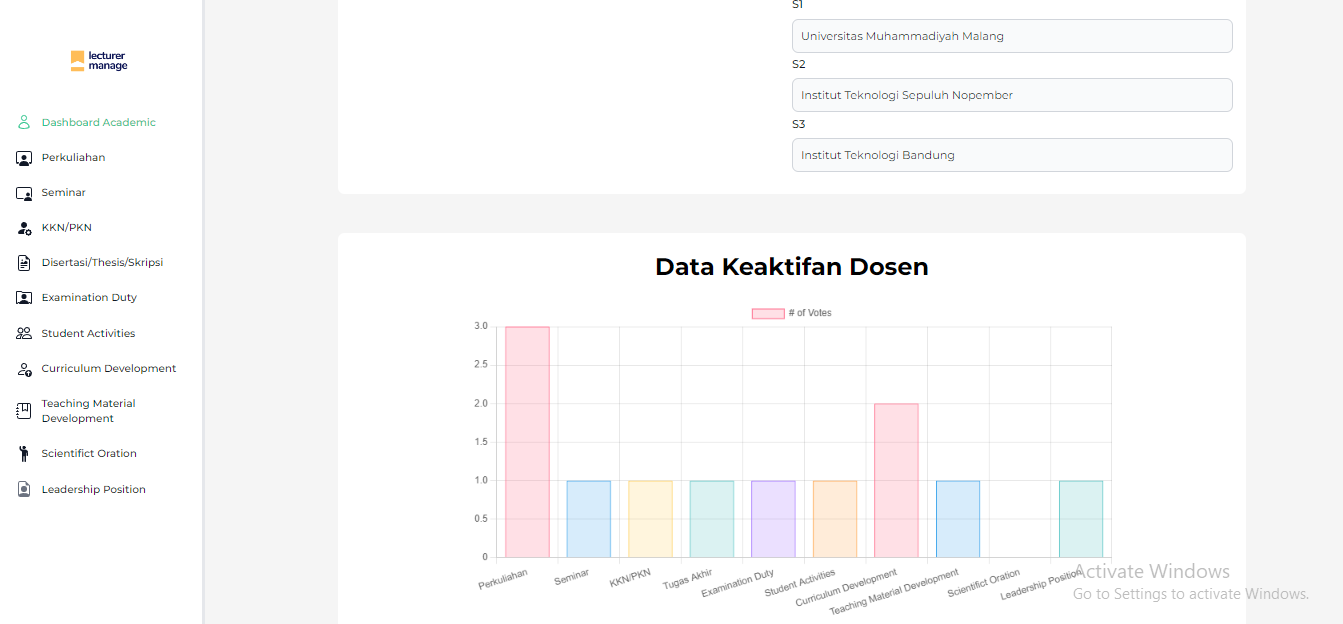 lecturer
manage
Dashboard Academic
Perkuliahan
Seminar
KKN/PKN
Disertasi/Thesis/Skripsi
Examination Duty
Student Activities
Curriculum Development
Teaching Material
Development
Scientifict Oration
Leadership Position
S1
Universitas Muhammadiyah Malang
S2
Institut Teknologi Sepuluh Nopember
S3
Institut Teknologi Bandung
Data Keaktifan Dosen
# of Votes
3.0
2.5
2.0
1.5
1.0
0.5
0
Perkuliahan
Seminar
KKN/PKN
Tugas Akhir
Examination Duty
Student Activities
Curriculum Development
Teaching Material Development
Scientifict Oration
Leadership Position
Activate Windows
Go to Settings to activate Windows.